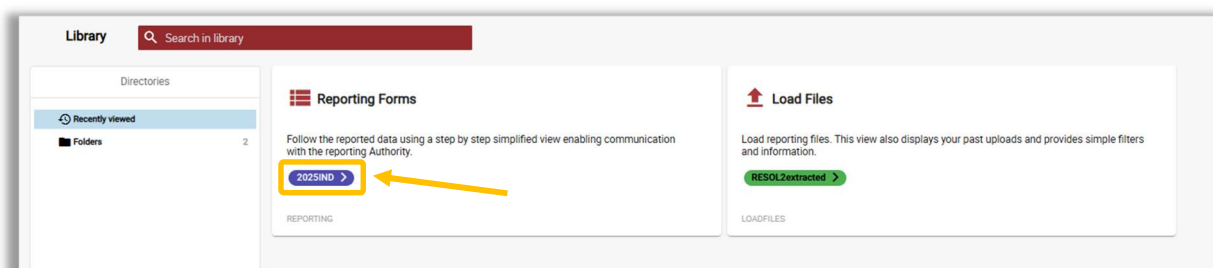 Library
Search in library
Directories
Recently viewed
Folders 2
Reporting Forms
Follow the reported data using a step by step simplified view enabling communication
with the reporting Authority.
2025IND >
REPORTING
Load Files
Load reporting files. This view also displays your past uploads and provides simple filters
and information.
RESOL2extracted >
LOADFILES